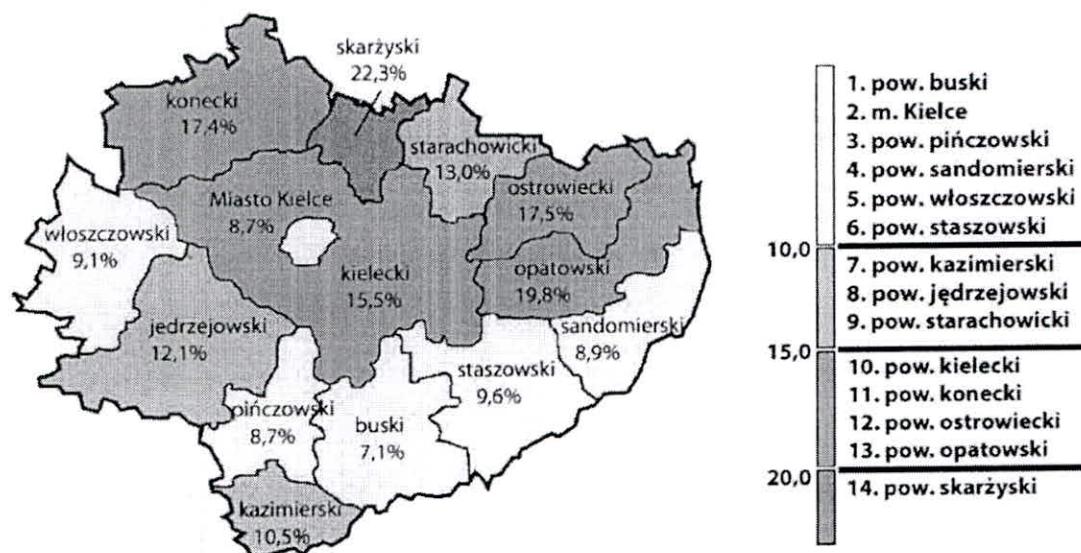 skarżyski
22,3%
konecki
17,4%
starachowicki
13,0%
ostrowiecki
17,5%
Miasto Kielce
8,7%
włoszczowski
9,1%
kielecki
15,5%
opatowski
19,8%
jędrzejowski
12,1%
sandomierski
8,9%
staszowski
9,6%
pińczowski
8,7%
buski
7,1%
kazimierski
10,5%
1. pow. buski
2. m. Kielce
3. pow. pińczowski
4. pow. sandomierski
5. pow. włoszczowski
6. pow. staszowski
10,0
7. pow. kazimierski
8. pow. jędrzejowski
9. pow. starachowicki
15,0
10. pow. kielecki
11. pow. konecki
12. pow. ostrowiecki
13. pow. opatowski
20,0
14. pow. skarżyski